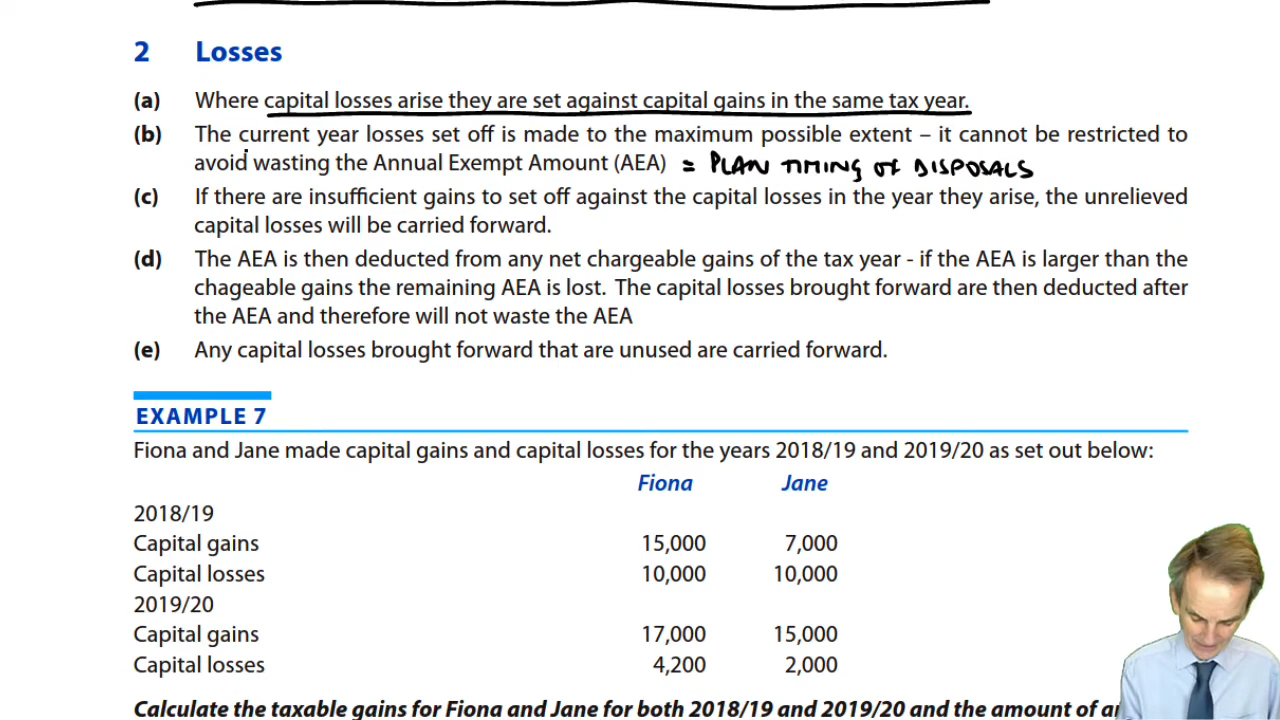 2 Losses
(a) Where capital losses arise they are set against capital gains in the same tax year.
(b) The current year losses set off is made to the maximum possible extent – it cannot be restricted to
avoid wasting the Annual Exempt Amount (AEA) = PLAN TIMING OF DISPOSALS
(c) If there are insufficient gains to set off against the capital losses in the year they arise, the unrelieved
capital losses will be carried forward.
(d) The AEA is then deducted from any net chargeable gains of the tax year - if the AEA is larger than the
chageable gains the remaining AEA is lost. The capital losses brought forward are then deducted after
the AEA and therefore will not waste the AEA
(e) Any capital losses brought forward that are unused are carried forward.
EXAMPLE 7
Fiona and Jane made capital gains and capital losses for the years 2018/19 and 2019/20 as set out below:
Fiona Jane
2018/19
Capital gains 15,000 7,000
Capital losses 10,000 10,000
2019/20
Capital gains 17,000 15,000
Capital losses 4,200 2,000
Calculate the taxable gains for Fiona and Jane for both 2018/19 and 2019/20 and the amount of